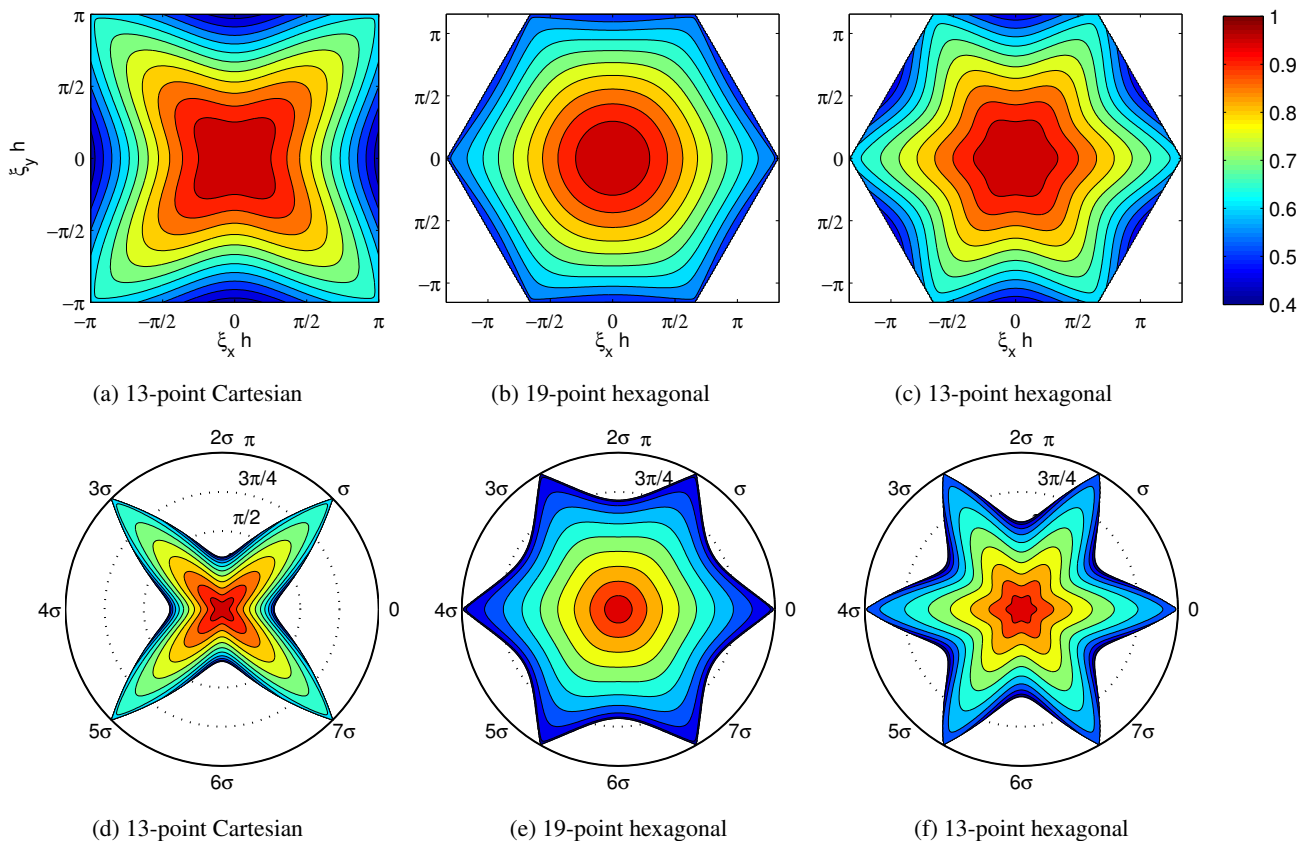 π
π/2
0
−π/2
−π
ξ_y h
−π
−π/2
0
π/2
π
ξ_x h
π
π/2
0
π/2
−π
−π
−π/2
0
π/2
π
ξ_x h
π
π/2
0
π/2
−π
−π
−π/2
0
π/2
π
ξ_x h
1
0.9
0.8
0.7
0.6
0.5
0.4
(a) 13-point Cartesian
(b) 19-point hexagonal
(c) 13-point hexagonal
2σ π
3σ
3π/4
σ
π/2
4σ
0
5σ
7σ
6σ
2σ π
3σ
3π/4
σ
4σ
0
5σ
7σ
6σ
2σ π
3σ
3π/4
σ
4σ
0
5σ
7σ
6σ
(d) 13-point Cartesian
(e) 19-point hexagonal
(f) 13-point hexagonal